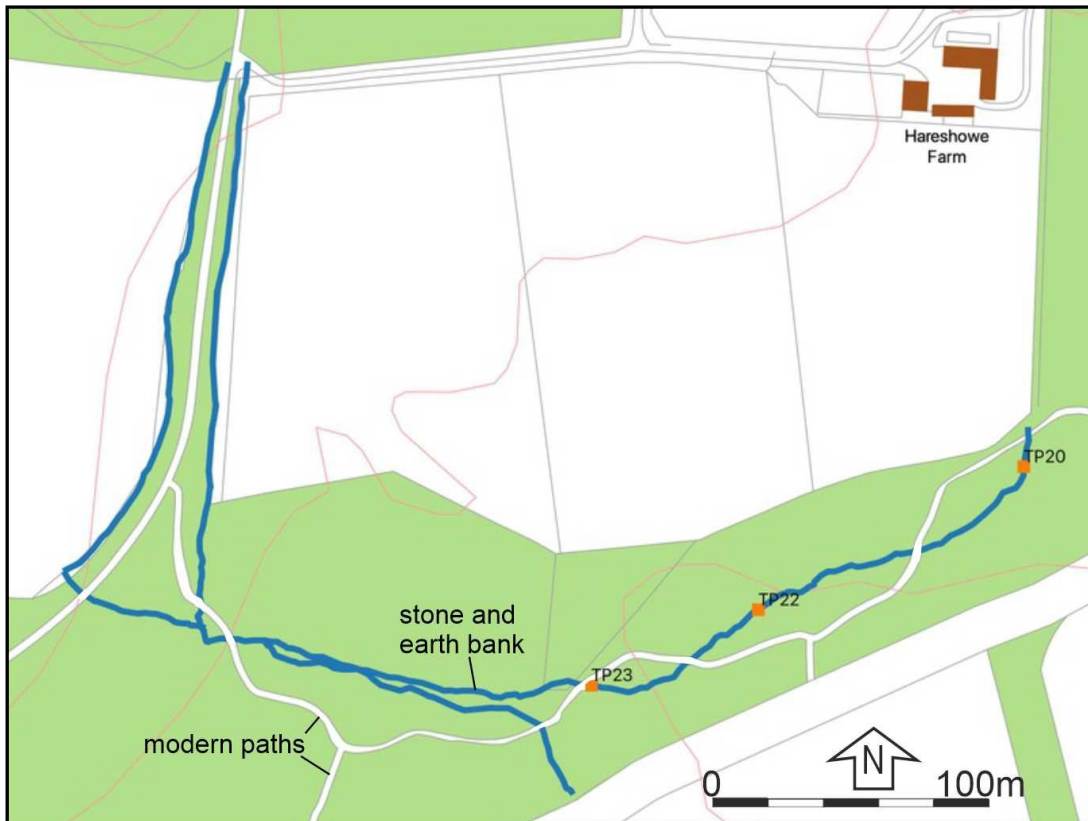 Hareshowe
Farm
TP20
TP22
stone and
earth bank
TP23
modern paths
N
0 100m